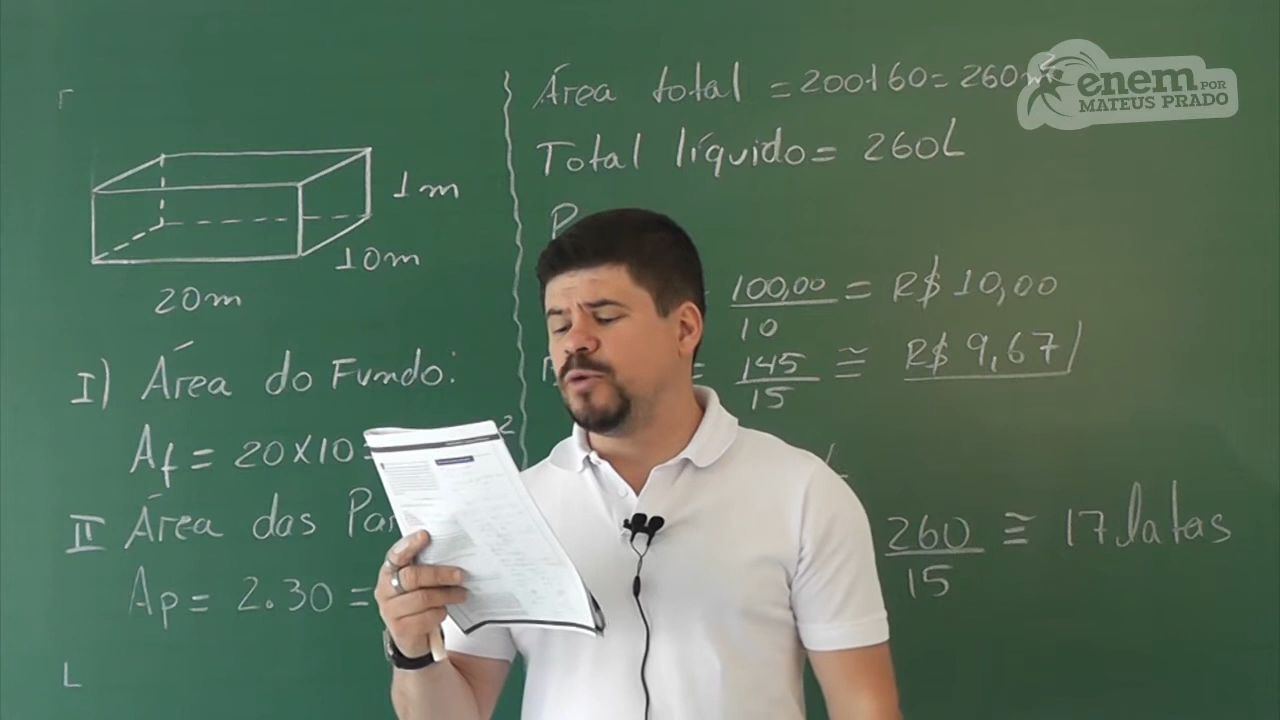 1m
10m
20m
I) Área do Fundo:
Af = 20x10=
2
II Área das Par
Ap = 2.30 =
Área total = 200+60 = 260m²
Total líquido = 260L
P
100,00/10 = R$ 10,00
= 145/15 ≅ R$ 9,67
260/15 ≅ 17 latas
enem POR
MATEUS PRADO